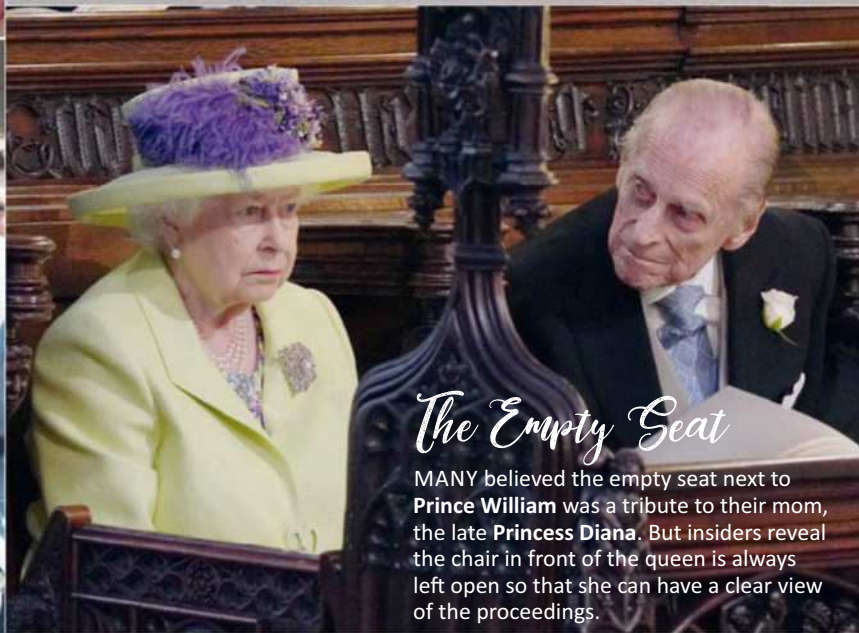 The Empty Seat
MANY believed the empty seat next to
Prince William was a tribute to their mom,
the late Princess Diana. But insiders reveal
the chair in front of the queen is always
left open so that she can have a clear view
of the proceedings.